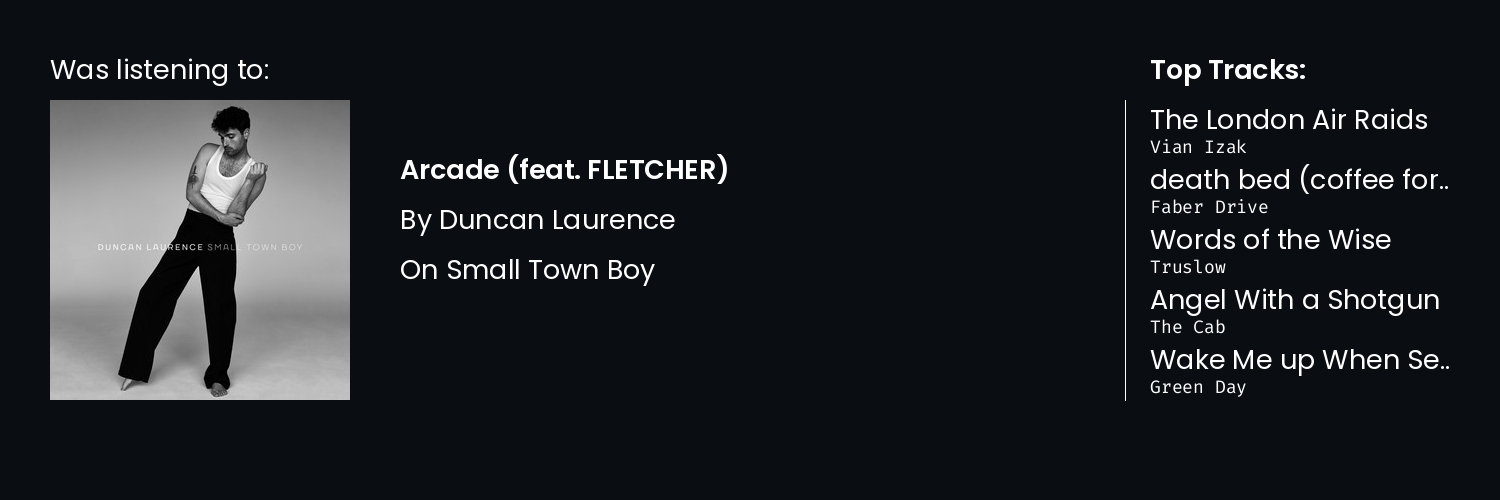 Was listening to:
DUNCAN LAURENCE SMALL TOWN BOY
Arcade (feat. FLETCHER)
By Duncan Laurence
On Small Town Boy
Top Tracks:
The London Air Raids
Vian Izak
death bed (coffee for..
Faber Drive
Words of the Wise
Truslow
Angel With a Shotgun
The Cab
Wake Me up When Se..
Green Day